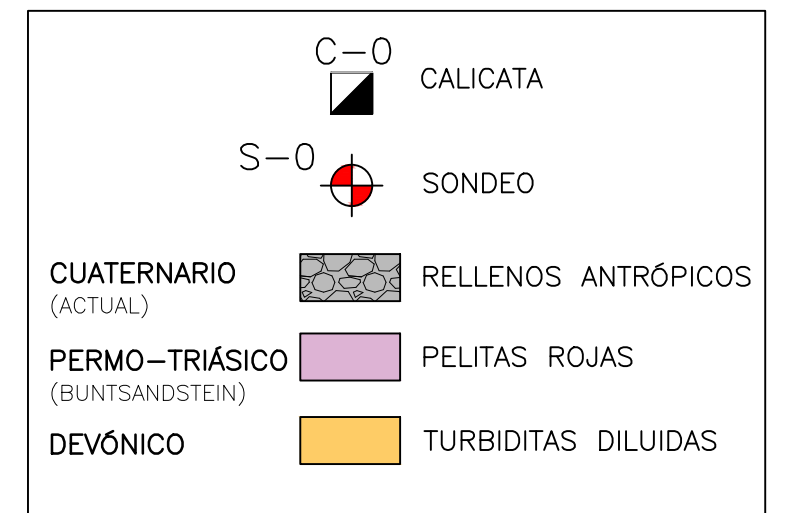 C-0
CALICATA
S-0
SONDEO
CUATERNARIO
(ACTUAL)
RELLENOS ANTRÓPICOS
PERMO-TRIÁSICO
(BUNTSANDSTEIN)
PELITAS ROJAS
DEVÓNICO
TURBIDITAS DILUIDAS